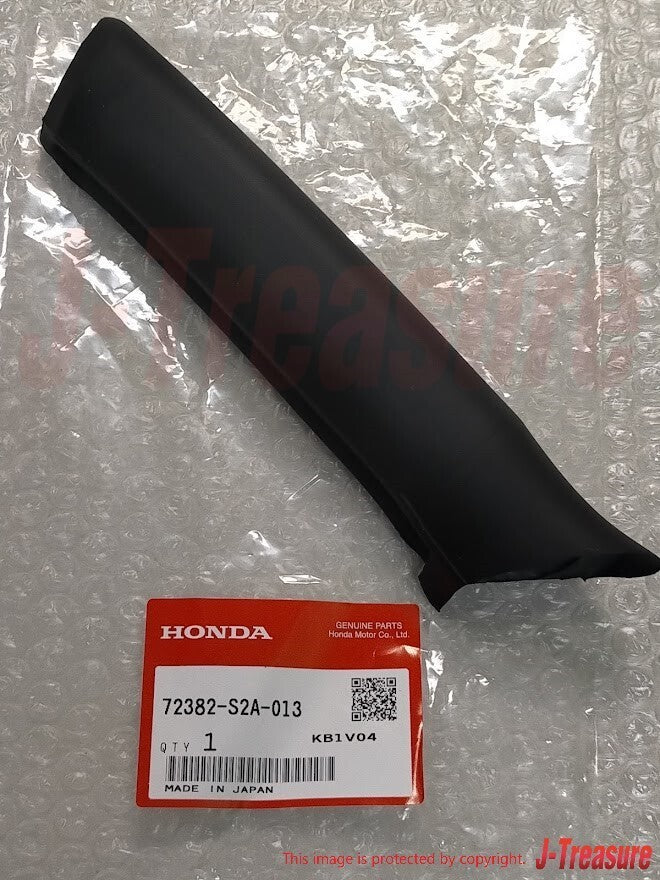 J-Treasure
HONDA
GENUINE PARTS
Honda Motor Co., Ltd.
72382-S2A-013
QTY 1
KB1V04
MADE IN JAPAN
This image is protected by copyright. J-Treasure